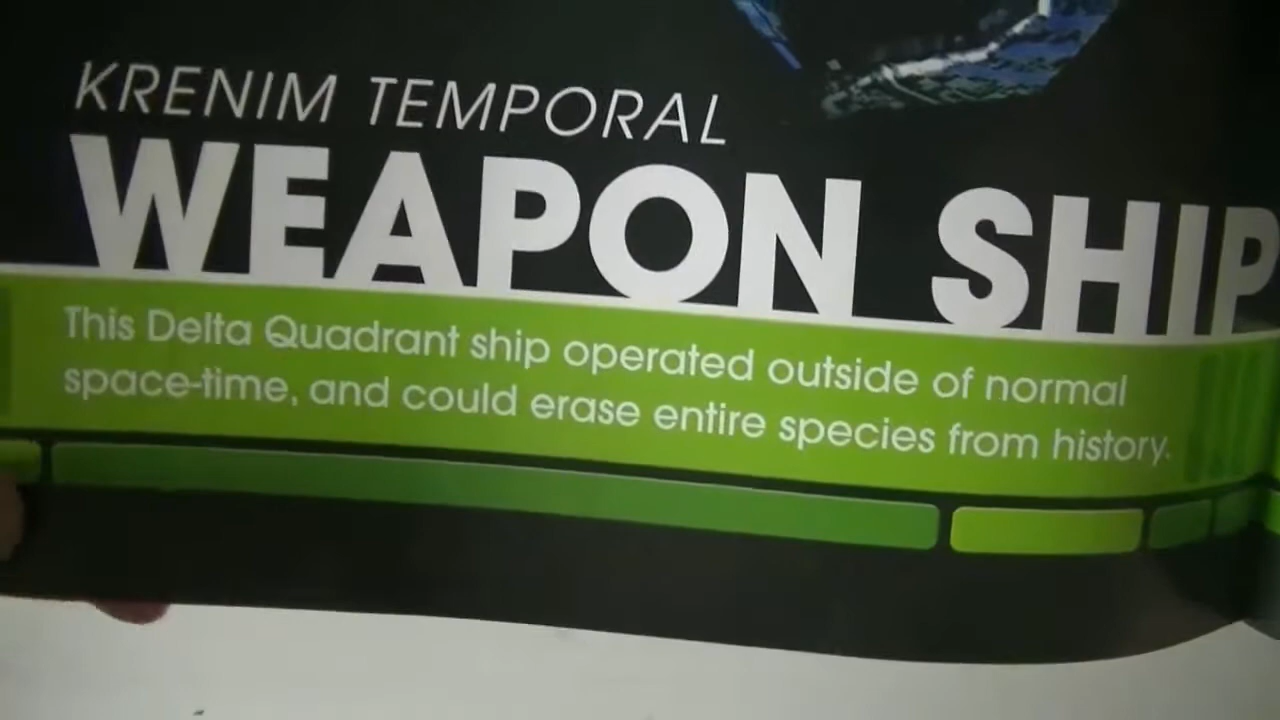 KRENIM TEMPORAL
WEAPON SHIP
This Delta Quadrant ship operated outside of normal
space-time, and could erase entire species from history.